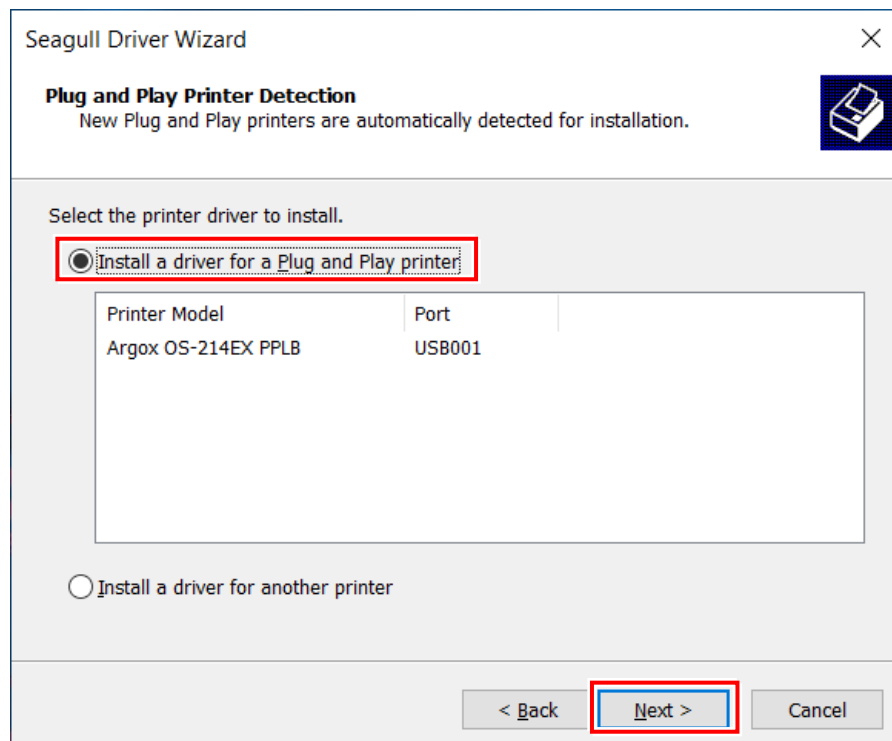 Seagull Driver Wizard
Plug and Play Printer Detection
New Plug and Play printers are automatically detected for installation.
Select the printer driver to install.
Install a driver for a Plug and Play printer
Printer Model Port
Argox OS-214EX PPLB USB001
Install a driver for another printer
< Back Next > Cancel